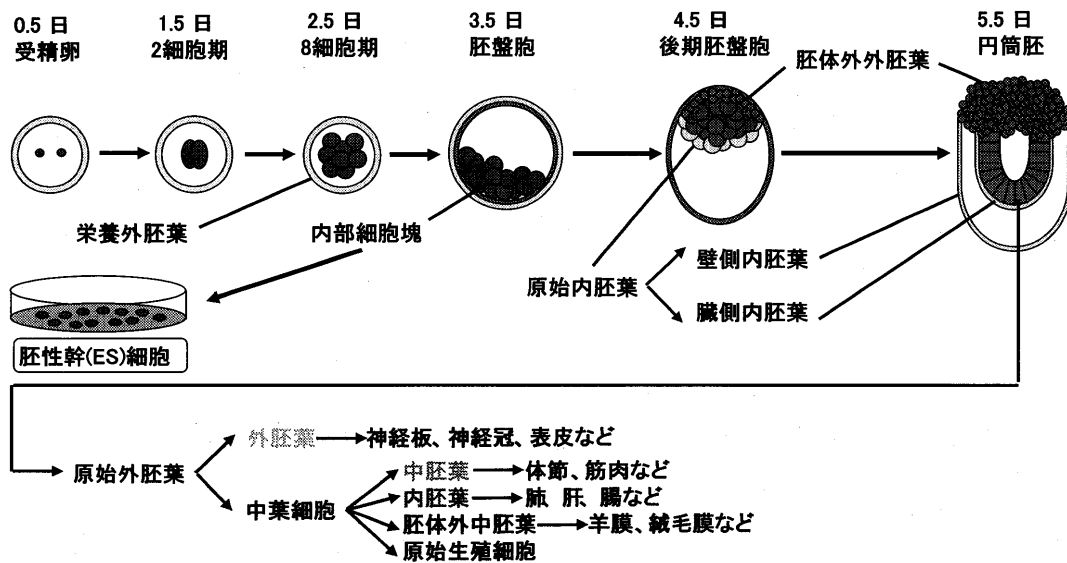 0.5 日
受精卵
1.5 日
2細胞期
2.5 日
8細胞期
3.5 日
胚盤胞
4.5 日
後期胚盤胞
5.5 日
円筒胚
胚体外外胚葉
栄養外胚葉
内部細胞塊
原始内胚葉
壁側内胚葉
臓側内胚葉
胚性幹(ES)細胞
原始外胚葉
外胚葉
神経板、神経冠、表皮など
中葉細胞
中胚葉
体節、筋肉など
内胚葉
肺、肝、腸など
胚体外中胚葉
羊膜、絨毛膜など
原始生殖細胞